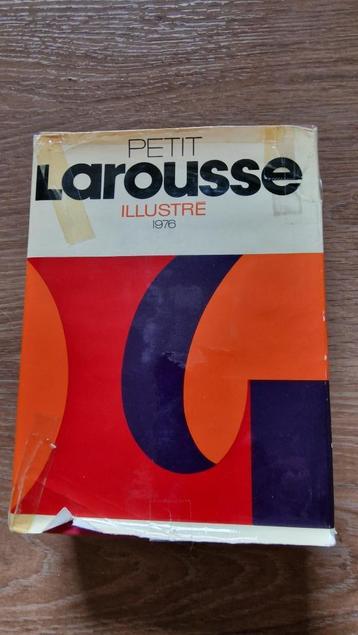 PETIT
Larousse
ILLUSTRÉ
1976